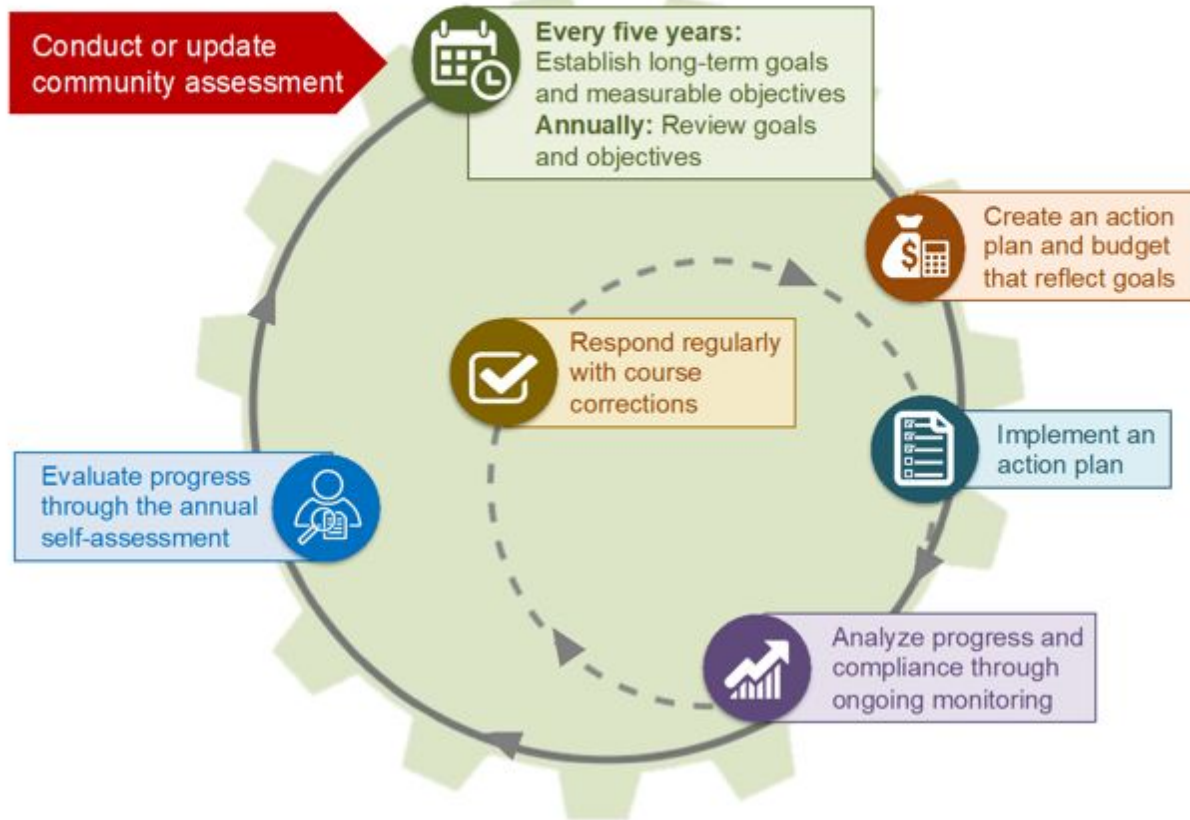 Conduct or update
community assessment
Every five years:
Establish long-term goals
and measurable objectives
Annually: Review goals
and objectives
Create an action
plan and budget
that reflect goals
$
Respond regularly
with course
corrections
Implement an
action plan
Evaluate progress
through the annual
self-assessment
Analyze progress and
compliance through
ongoing monitoring